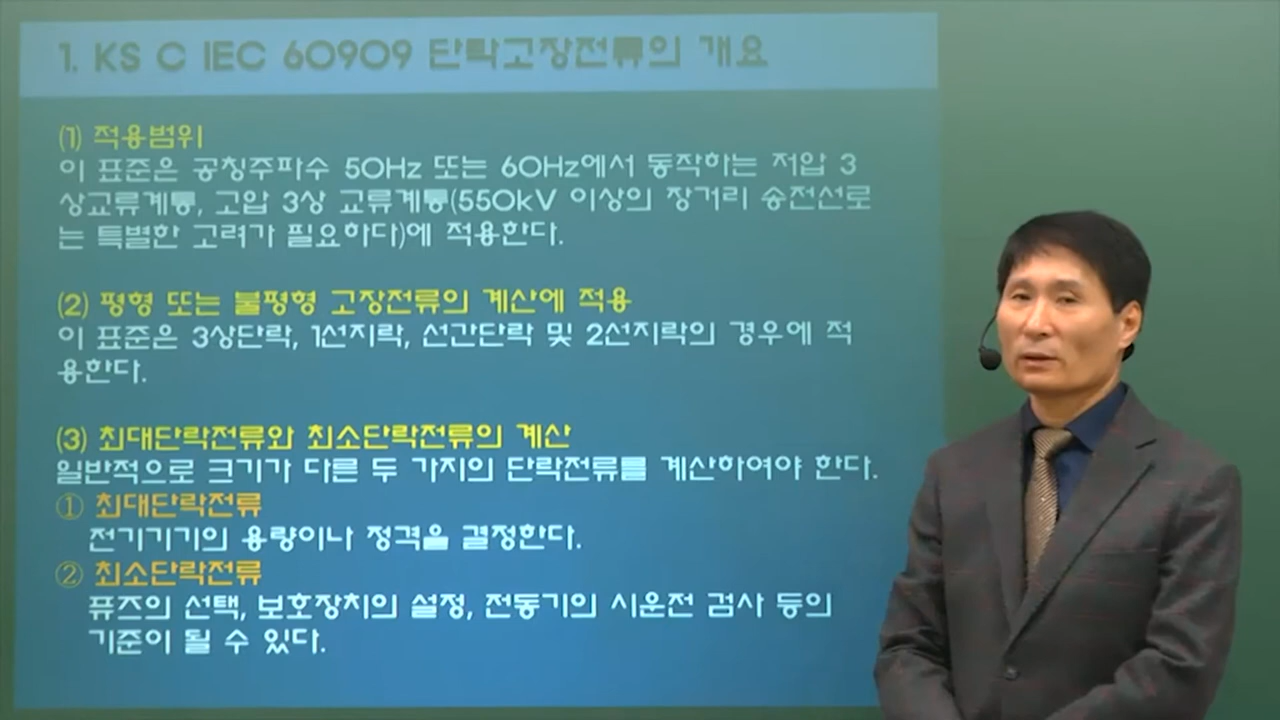 1. KS C IEC 60909 단락고장전류의 개요
(1) 적용범위
이 표준은 공칭주파수 50Hz 또는 60Hz에서 동작하는 저압 3
상교류계통, 고압 3상 교류계통(550kV 이상의 장거리 송전선로
는 특별한 고려가 필요하다)에 적용한다.
(2) 평형 또는 불평형 고장전류의 계산에 적용
이 표준은 3상단락, 1선지락, 선간단락 및 2선지락의 경우에 적
용한다.
(3) 최대단락전류와 최소단락전류의 계산
일반적으로 크기가 다른 두 가지의 단락전류를 계산하여야 한다.
① 최대단락전류
전기기기의 용량이나 정격을 결정한다.
② 최소단락전류
퓨즈의 선택, 보호장치의 설정, 전동기의 시운전 검사 등의
기준이 될 수 있다.